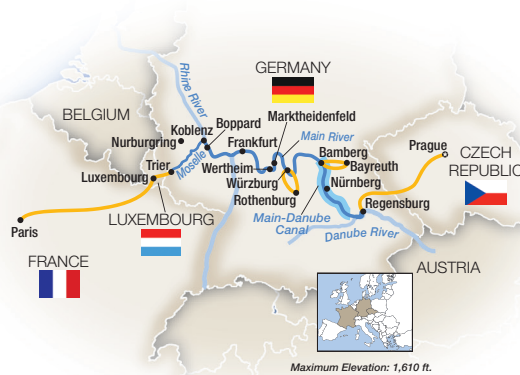 GERMANY
Rhine River
BELGIUM
Koblenz
Boppard
Marktheidenfeld
Nurburgring
Frankfurt
Main River
Prague
Moselle
Trier
Bamberg
CZECH
REPUBLIC
Luxembourg
Wertheim
Bayreuth
Würzburg
Nürnberg
Rothenburg
Regensburg
LUXEMBOURG
Main-Danube
Canal
Danube River
Paris
FRANCE
AUSTRIA
Maximum Elevation: 1,610 ft.